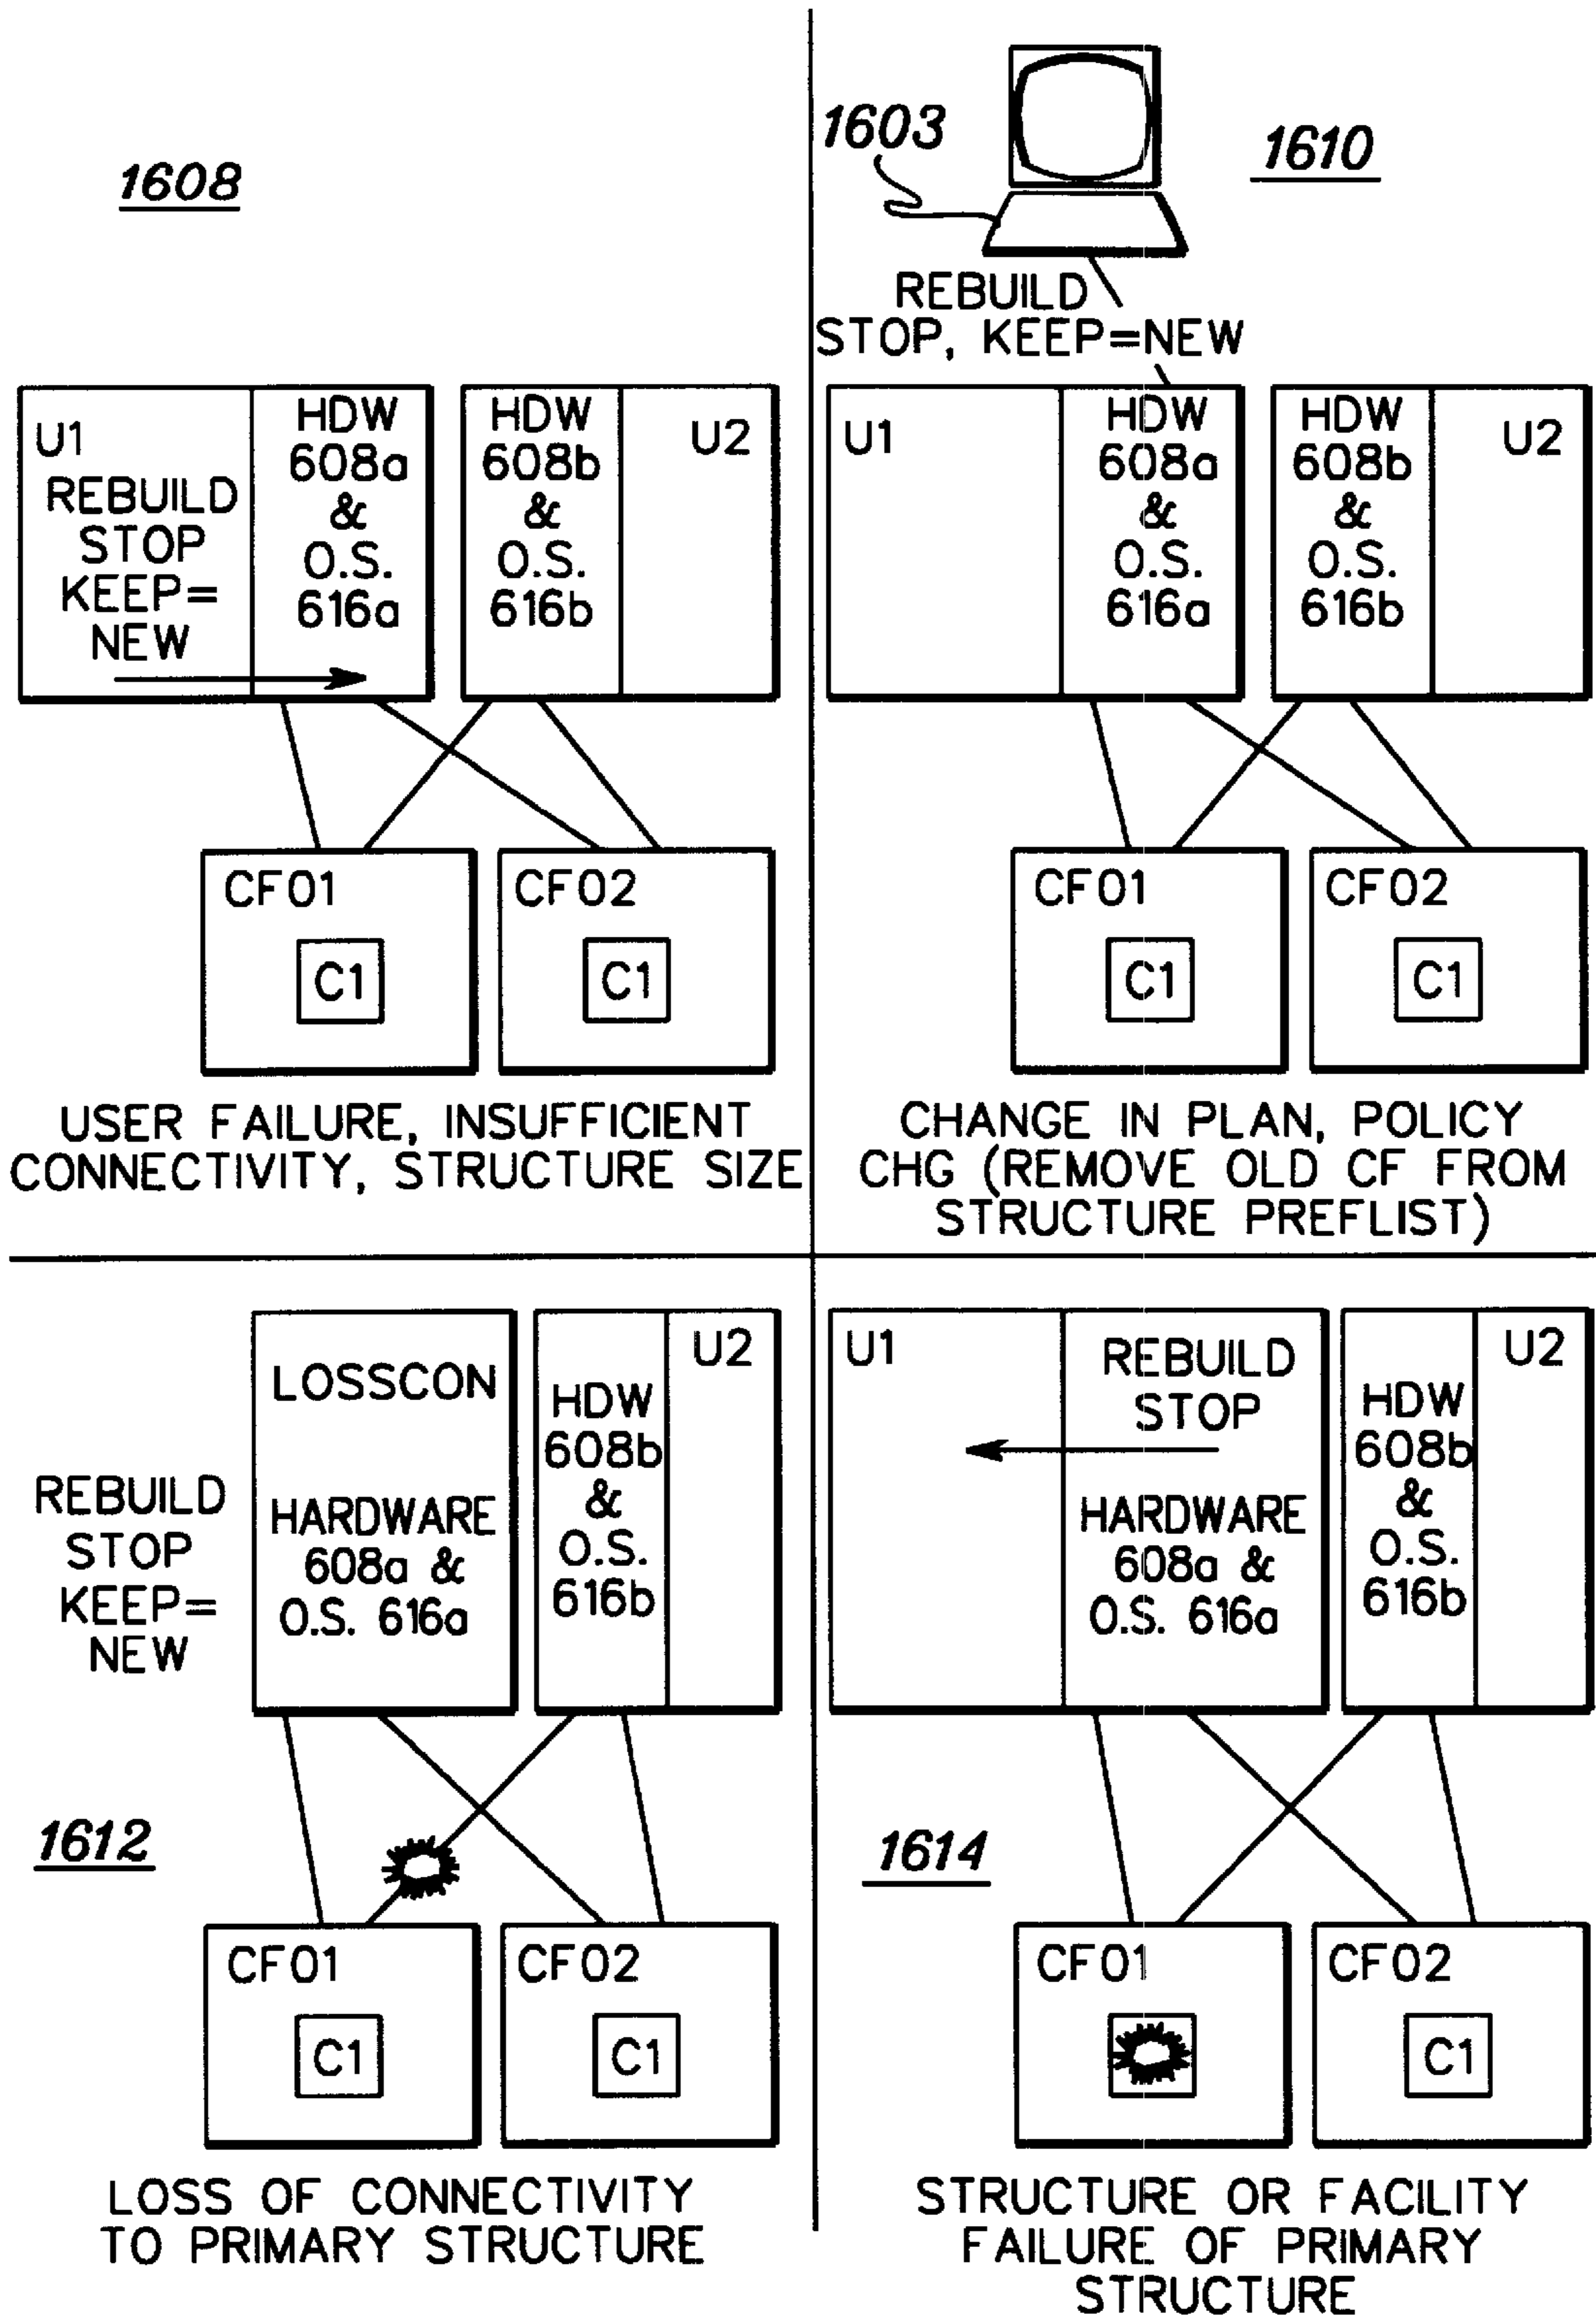 1608
U1
REBUILD
STOP
KEEP=
NEW
HDW
608a
&
O.S.
616a
HDW
608b
&
O.S.
616b
U2
CF01
C1
CF02
C1
USER FAILURE, INSUFFICIENT
CONNECTIVITY, STRUCTURE SIZE
1603
1610
REBUILD
STOP, KEEP=NEW
U1
HDW
608a
&
O.S.
616a
HDW
608b
&
O.S.
616b
U2
CF01
C1
CF02
C1
CHANGE IN PLAN, POLICY
CHG (REMOVE OLD CF FROM
STRUCTURE PREFLIST)
REBUILD
STOP
KEEP=
NEW
LOSSCON
HARDWARE
608a &
O.S. 616a
HDW
608b
&
O.S.
616b
U2
1612
CF01
C1
CF02
C1
LOSS OF CONNECTIVITY
TO PRIMARY STRUCTURE
U1
REBUILD
STOP
HARDWARE
608a &
O.S. 616a
HDW
608b
&
O.S.
616b
U2
1614
CF01
CF02
C1
STRUCTURE OR FACILITY
FAILURE OF PRIMARY
STRUCTURE